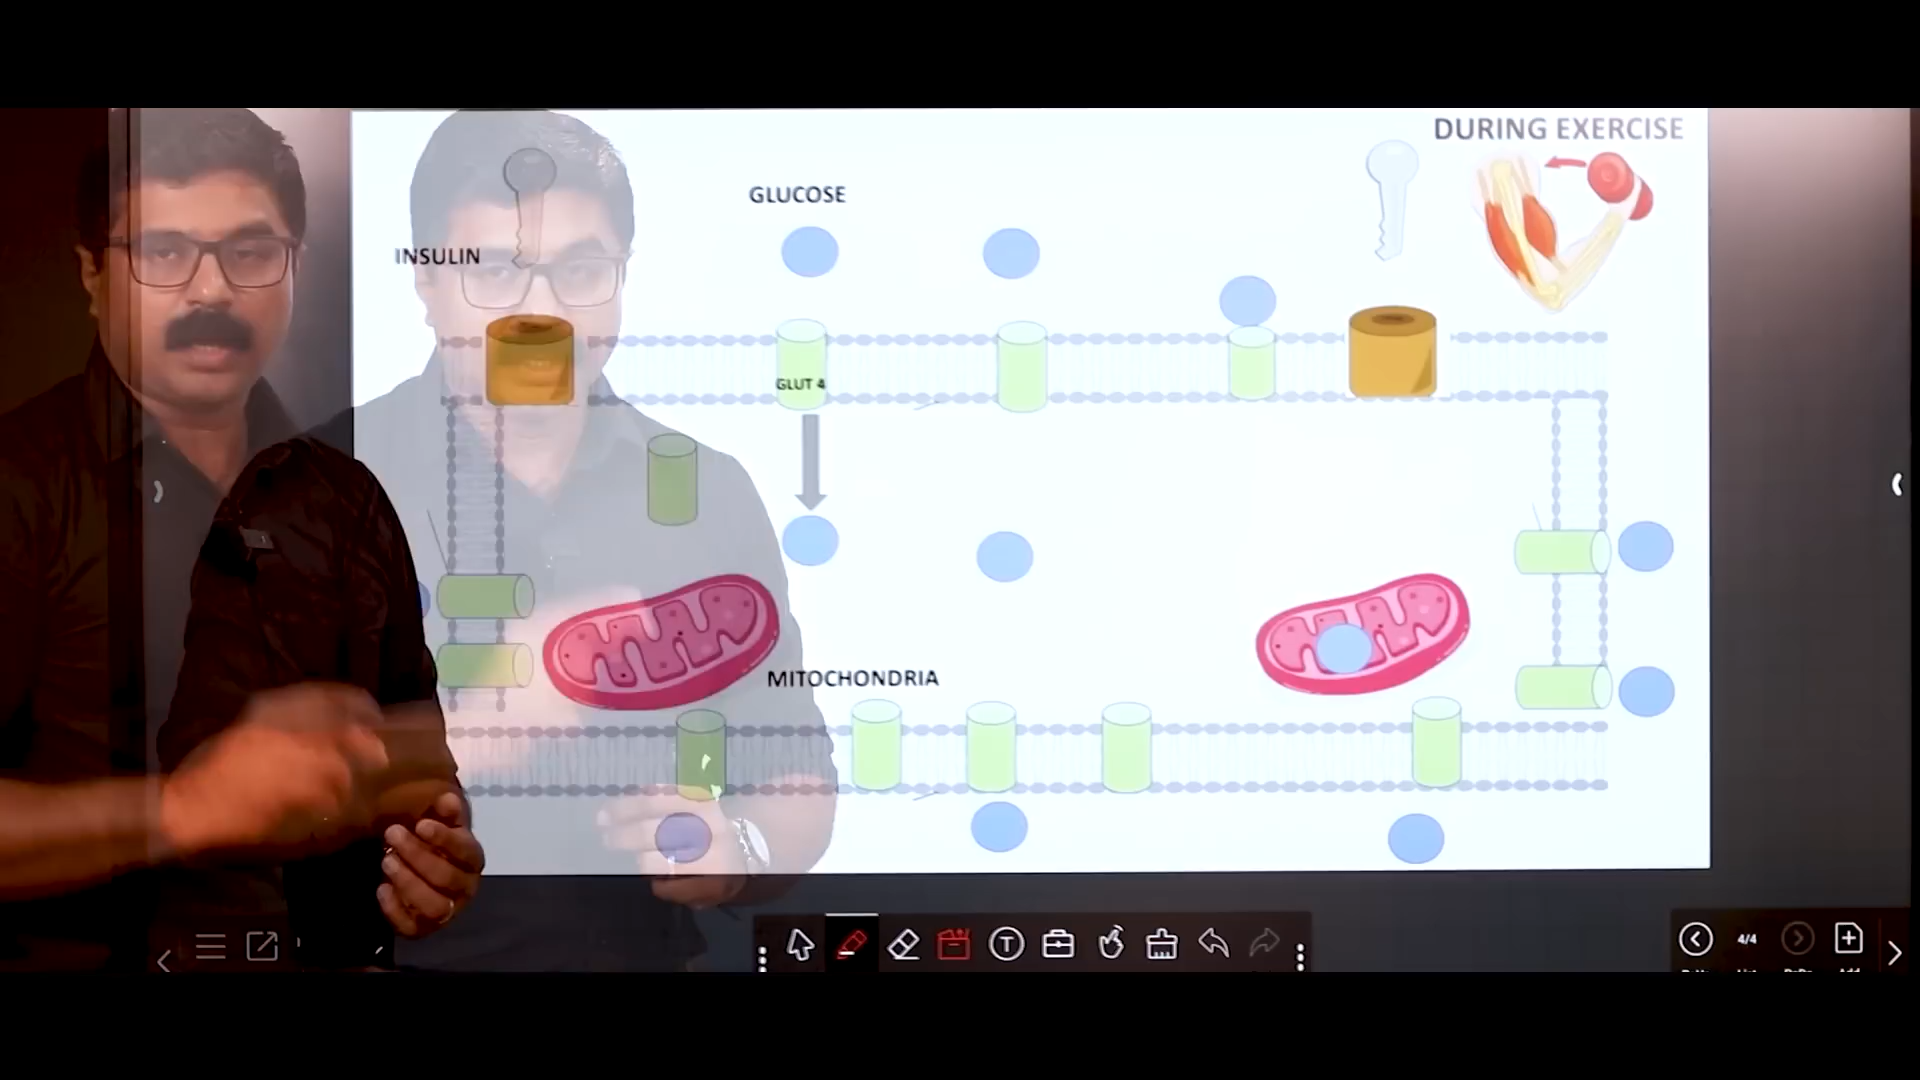 DURING EXERCISE
GLUCOSE
INSULIN
GLUT 4
MITOCHONDRIA
T
4/4